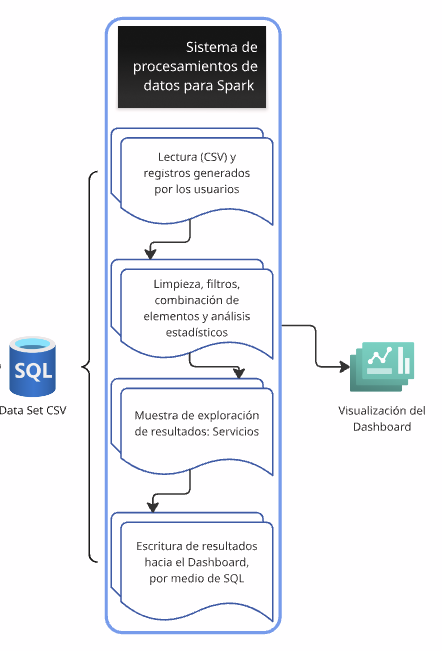 Sistema de
procesamientos de
datos para Spark
Lectura (CSV) y
registros generados
por los usuarios
Limpieza, filtros,
combinación de
elementos y análisis
estadísticos
SQL
Data Set CSV
Visualización del
Dashboard
Muestra de exploración
de resultados: Servicios
Escritura de resultados
hacia el Dashboard,
por medio de SQL